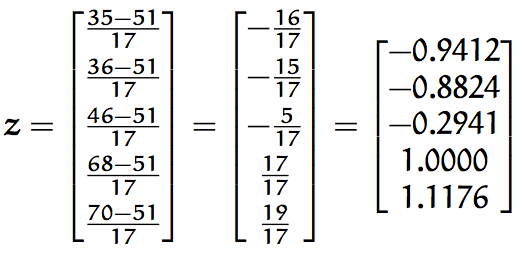 z = [ (35−51)/17 ; (36−51)/17 ; (46−51)/17 ; (68−51)/17 ; (70−51)/17 ] = [ −16/17 ; −15/17 ; −5/17 ; 17/17 ; 19/17 ] = [ −0.9412 ; −0.8824 ; −0.2941 ; 1.0000 ; 1.1176 ]